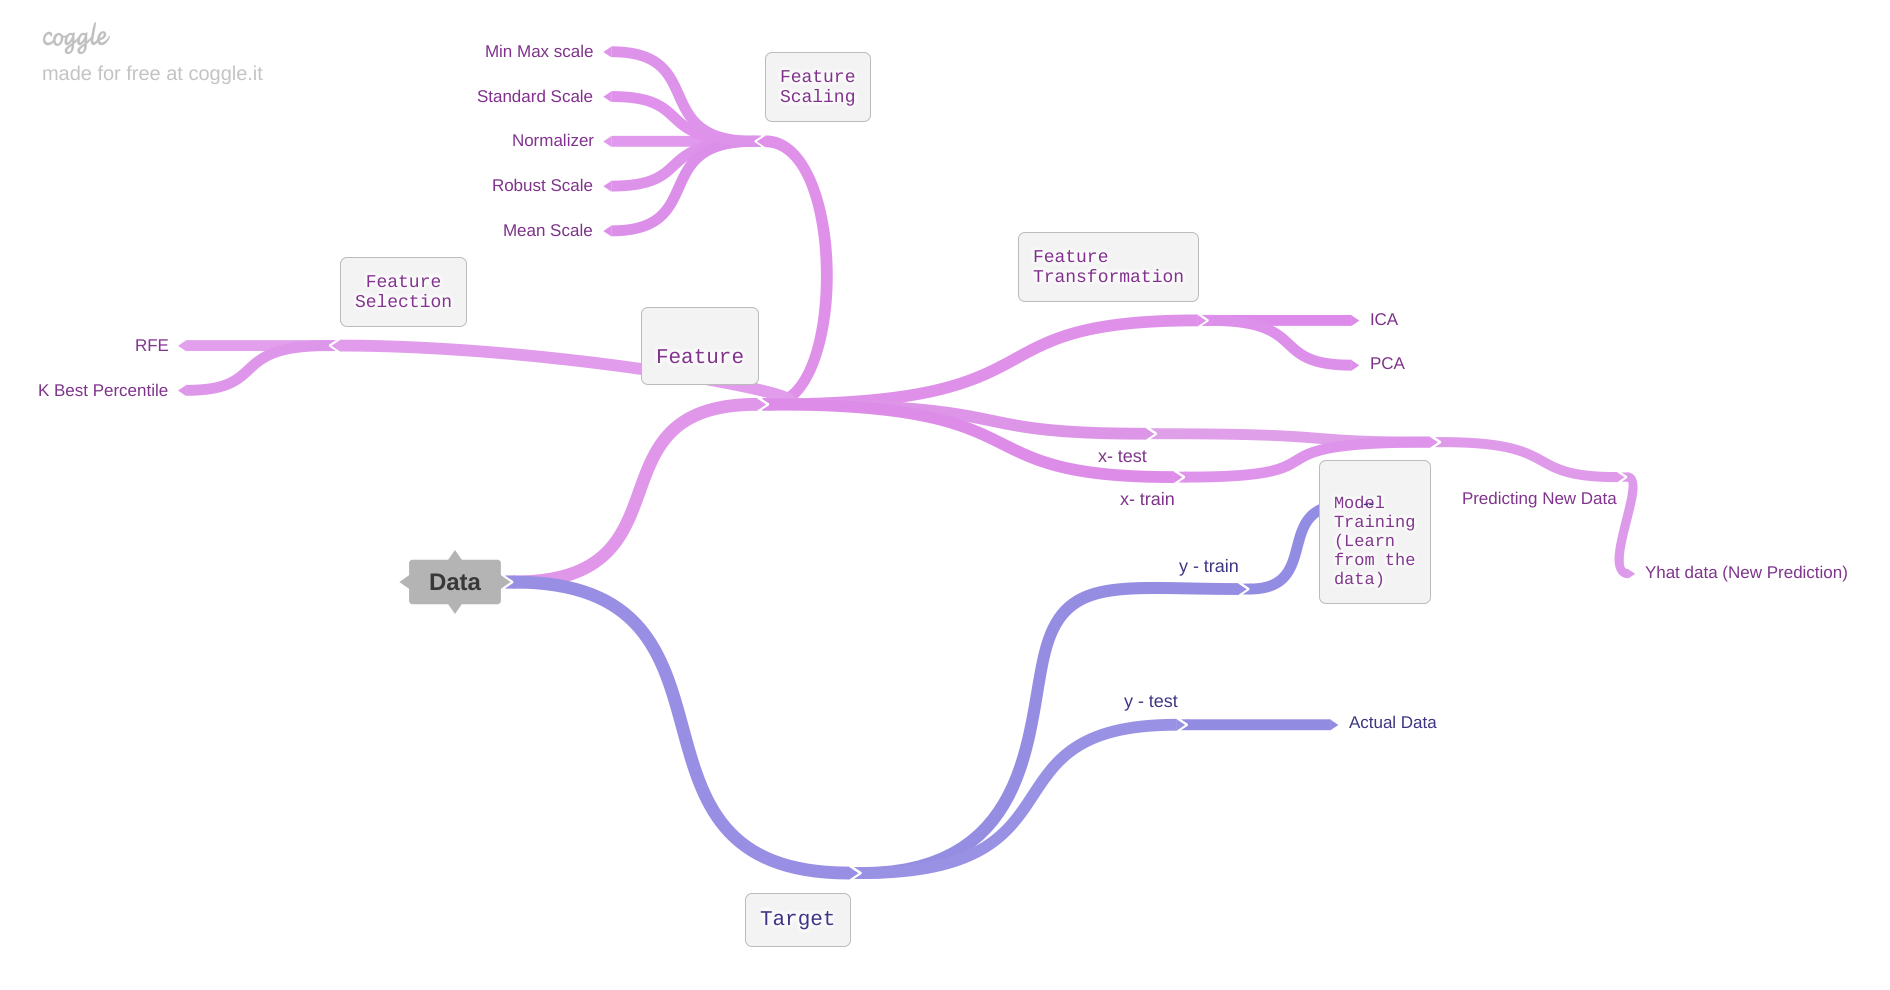 coggle
made for free at coggle.it
Min Max scale
Standard Scale
Normalizer
Robust Scale
Mean Scale
Feature
Scaling
Feature
Selection
RFE
K Best Percentile
Feature
Feature
Transformation
ICA
PCA
x- test
x- train
Model
Training
(Learn
from the
data)
Predicting New Data
Yhat data (New Prediction)
Data
y - train
y - test
Actual Data
Target